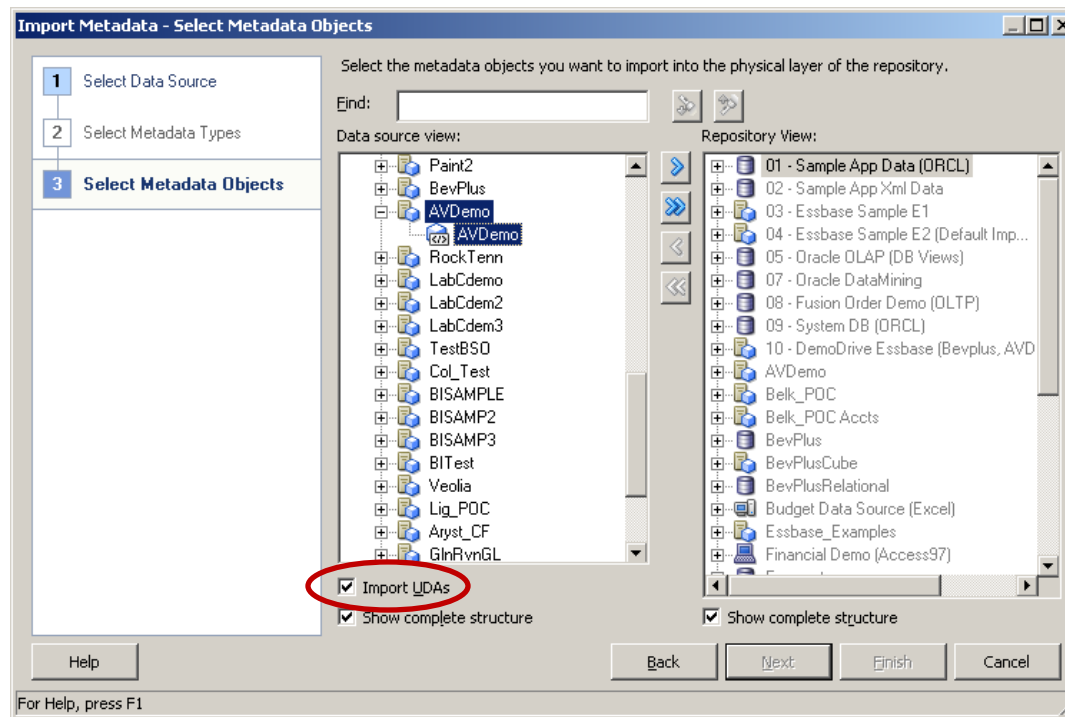 Import Metadata - Select Metadata Objects
1 Select Data Source
2 Select Metadata Types
3 Select Metadata Objects
Select the metadata objects you want to import into the physical layer of the repository.
Find:
Data source view:
Paint2
BevPlus
AVDemo
AVDemo
RockTenn
LabCdemo
LabCdem2
LabCdem3
TestBSO
Col_Test
BISAMPLE
BISAMP2
BISAMP3
BITest
Veolia
Lig_POC
Aryst_CF
GlnRvnGL
Import UDAs
Show complete structure
Repository View:
01 - Sample App Data (ORCL)
02 - Sample App Xml Data
03 - Essbase Sample E1
04 - Essbase Sample E2 (Default Imp...
05 - Oracle OLAP (DB Views)
07 - Oracle DataMining
08 - Fusion Order Demo (OLTP)
09 - System DB (ORCL)
10 - DemoDrive Essbase (Bevplus, AVD
AVDemo
Belk_POC
Belk_POC Accts
BevPlus
BevPlusCube
BevPlusRelational
Budget Data Source (Excel)
Essbase_Examples
Financial Demo (Access97)
Show complete structure
Help
Back
Next
Finish
Cancel
For Help, press F1